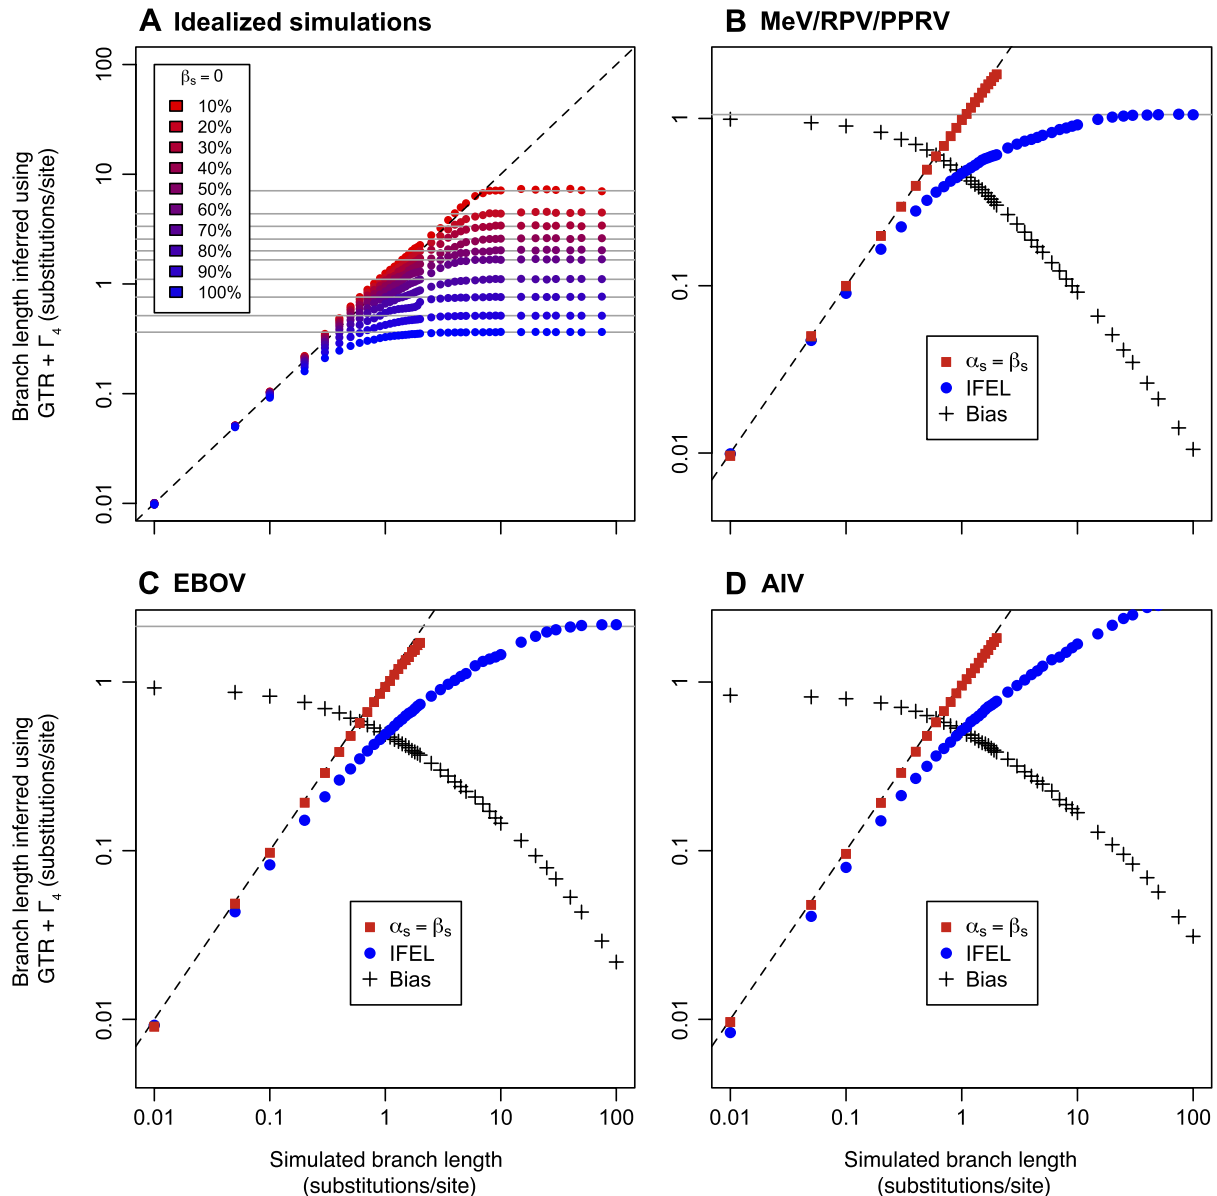 A Idealized simulations
100
10
1
0.1
0.01
Branch length inferred using
GTR + Γ4 (substitutions/site)
βs = 0
10%
20%
30%
40%
50%
60%
70%
80%
90%
100%
B MeV/RPV/PPRV
1
0.1
0.01
αs = βs
IFEL
Bias
C EBOV
1
0.1
0.01
Branch length inferred using
GTR + Γ4 (substitutions/site)
αs = βs
IFEL
Bias
0.01 0.1 1 10 100
Simulated branch length
(substitutions/site)
D AIV
1
0.1
0.01
αs = βs
IFEL
Bias
0.01 0.1 1 10 100
Simulated branch length
(substitutions/site)